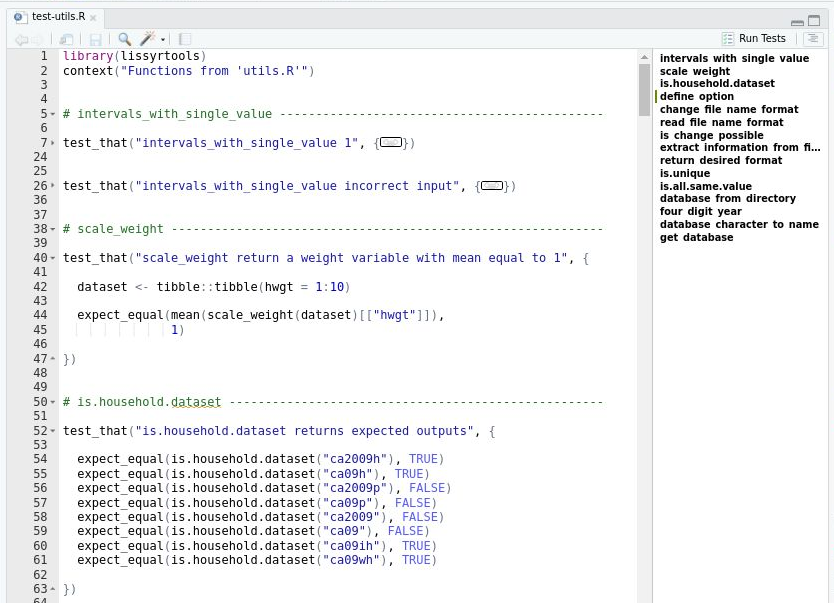 test-utils.R
Run Tests
1 library(lissyrtools)
2 context("Functions from 'utils.R'")
3
4
5 # intervals_with_single_value -------------------------------------------
6
7 test_that("intervals_with_single_value 1", {})
24
25
26 test_that("intervals_with_single_value incorrect input", {})
36
37
38 # scale_weight ----------------------------------------------------------
39
40 test_that("scale_weight return a weight variable with mean equal to 1", {
41
42 dataset <- tibble::tibble(hwgt = 1:10)
43
44 expect_equal(mean(scale_weight(dataset)[["hwgt"]]),
45 1)
46
47 })
48
49
50 # is.household.dataset --------------------------------------------------
51
52 test_that("is.household.dataset returns expected outputs", {
53
54 expect_equal(is.household.dataset("ca2009h"), TRUE)
55 expect_equal(is.household.dataset("ca09h"), TRUE)
56 expect_equal(is.household.dataset("ca2009p"), FALSE)
57 expect_equal(is.household.dataset("ca09p"), FALSE)
58 expect_equal(is.household.dataset("ca2009"), FALSE)
59 expect_equal(is.household.dataset("ca09"), FALSE)
60 expect_equal(is.household.dataset("ca09ih"), TRUE)
61 expect_equal(is.household.dataset("ca09wh"), TRUE)
62
63 })
64
intervals with single value
scale weight
is.household.dataset
define option
change file name format
read file name format
is change possible
extract information from fi...
return desired format
is.unique
is.all.same.value
database from directory
four digit year
database character to name
get database